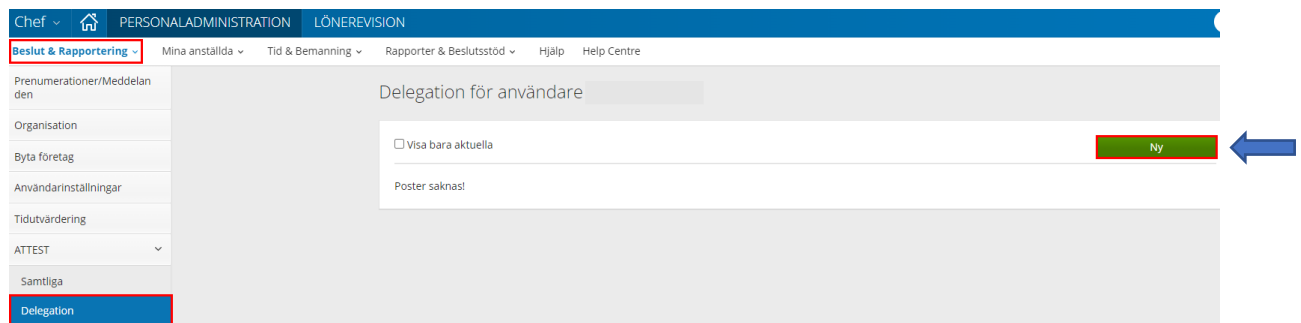 Chef PERSONALADMINISTRATION LÖNEREVISION
Beslut & Rapportering Mina anställda Tid & Bemanning Rapporter & Beslutsstöd Hjälp Help Centre
Prenumerationer/Meddelan
den
Organisation
Byta företag
Användarinställningar
Tidutvärdering
ATTEST
Samtliga
Delegation
Delegation för användare
Visa bara aktuella
Ny
Poster saknas!